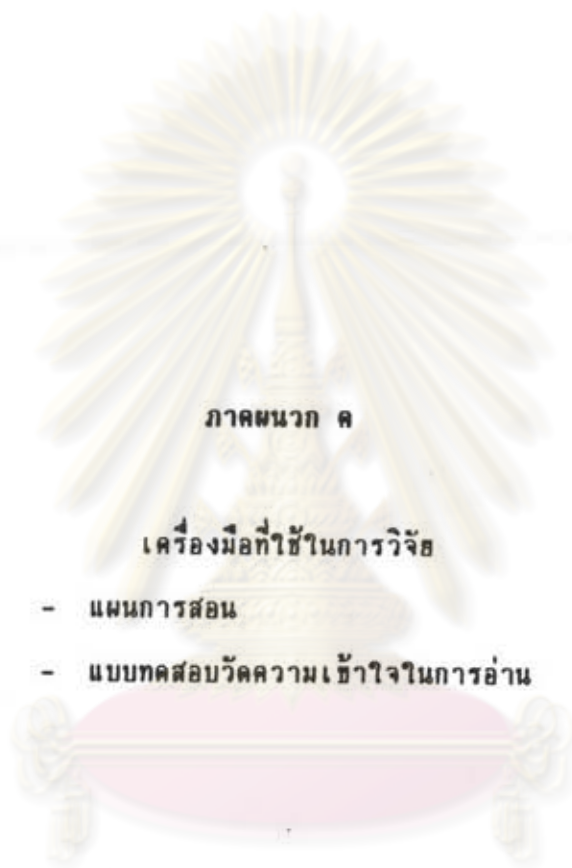 ภาคผนวก ค
เครื่องมือที่ใช้ในการวิจัย
- แผนการสอน
- แบบทดสอบวัดความเข้าใจในการอ่าน